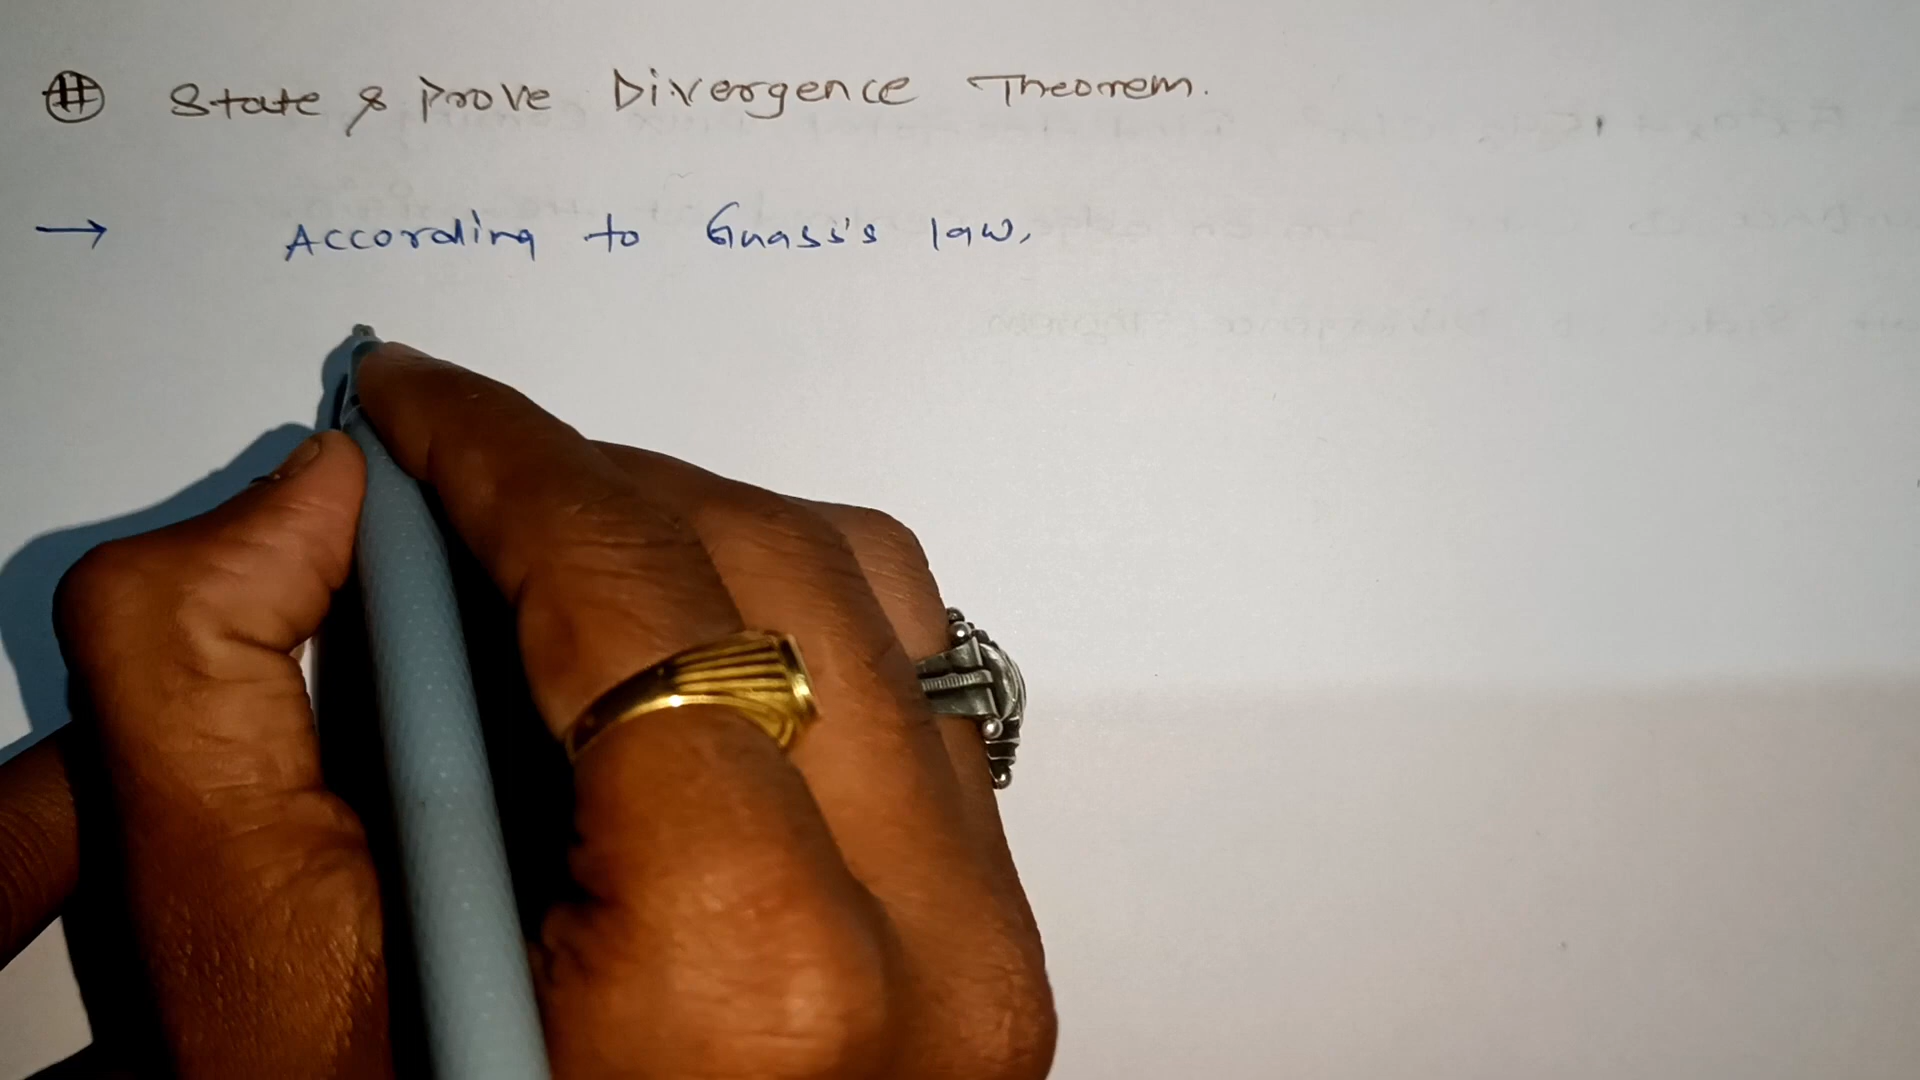 # State & Prove Divergence Theorem.
→ According to Guass's law,